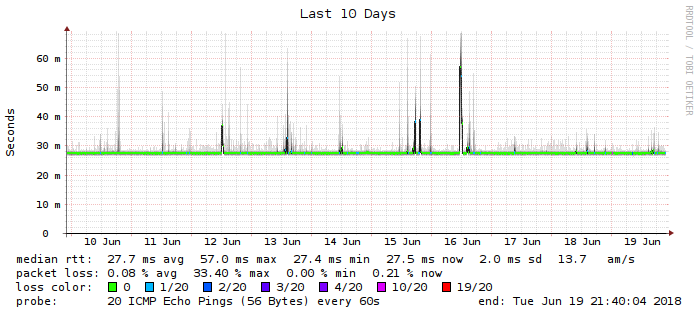 Last 10 Days
RRDTOOL / TOBI OETIKER
Seconds
60 m
50 m
40 m
30 m
20 m
10 m
0
10 Jun 11 Jun 12 Jun 13 Jun 14 Jun 15 Jun 16 Jun 17 Jun 18 Jun 19 Jun
median rtt: 27.7 ms avg 57.0 ms max 27.4 ms min 27.5 ms now 2.0 ms sd 13.7 am/s
packet loss: 0.08 % avg 33.40 % max 0.00 % min 0.21 % now
loss color: 0 1/20 2/20 3/20 4/20 10/20 19/20
probe: 20 ICMP Echo Pings (56 Bytes) every 60s end: Tue Jun 19 21:40:04 2018